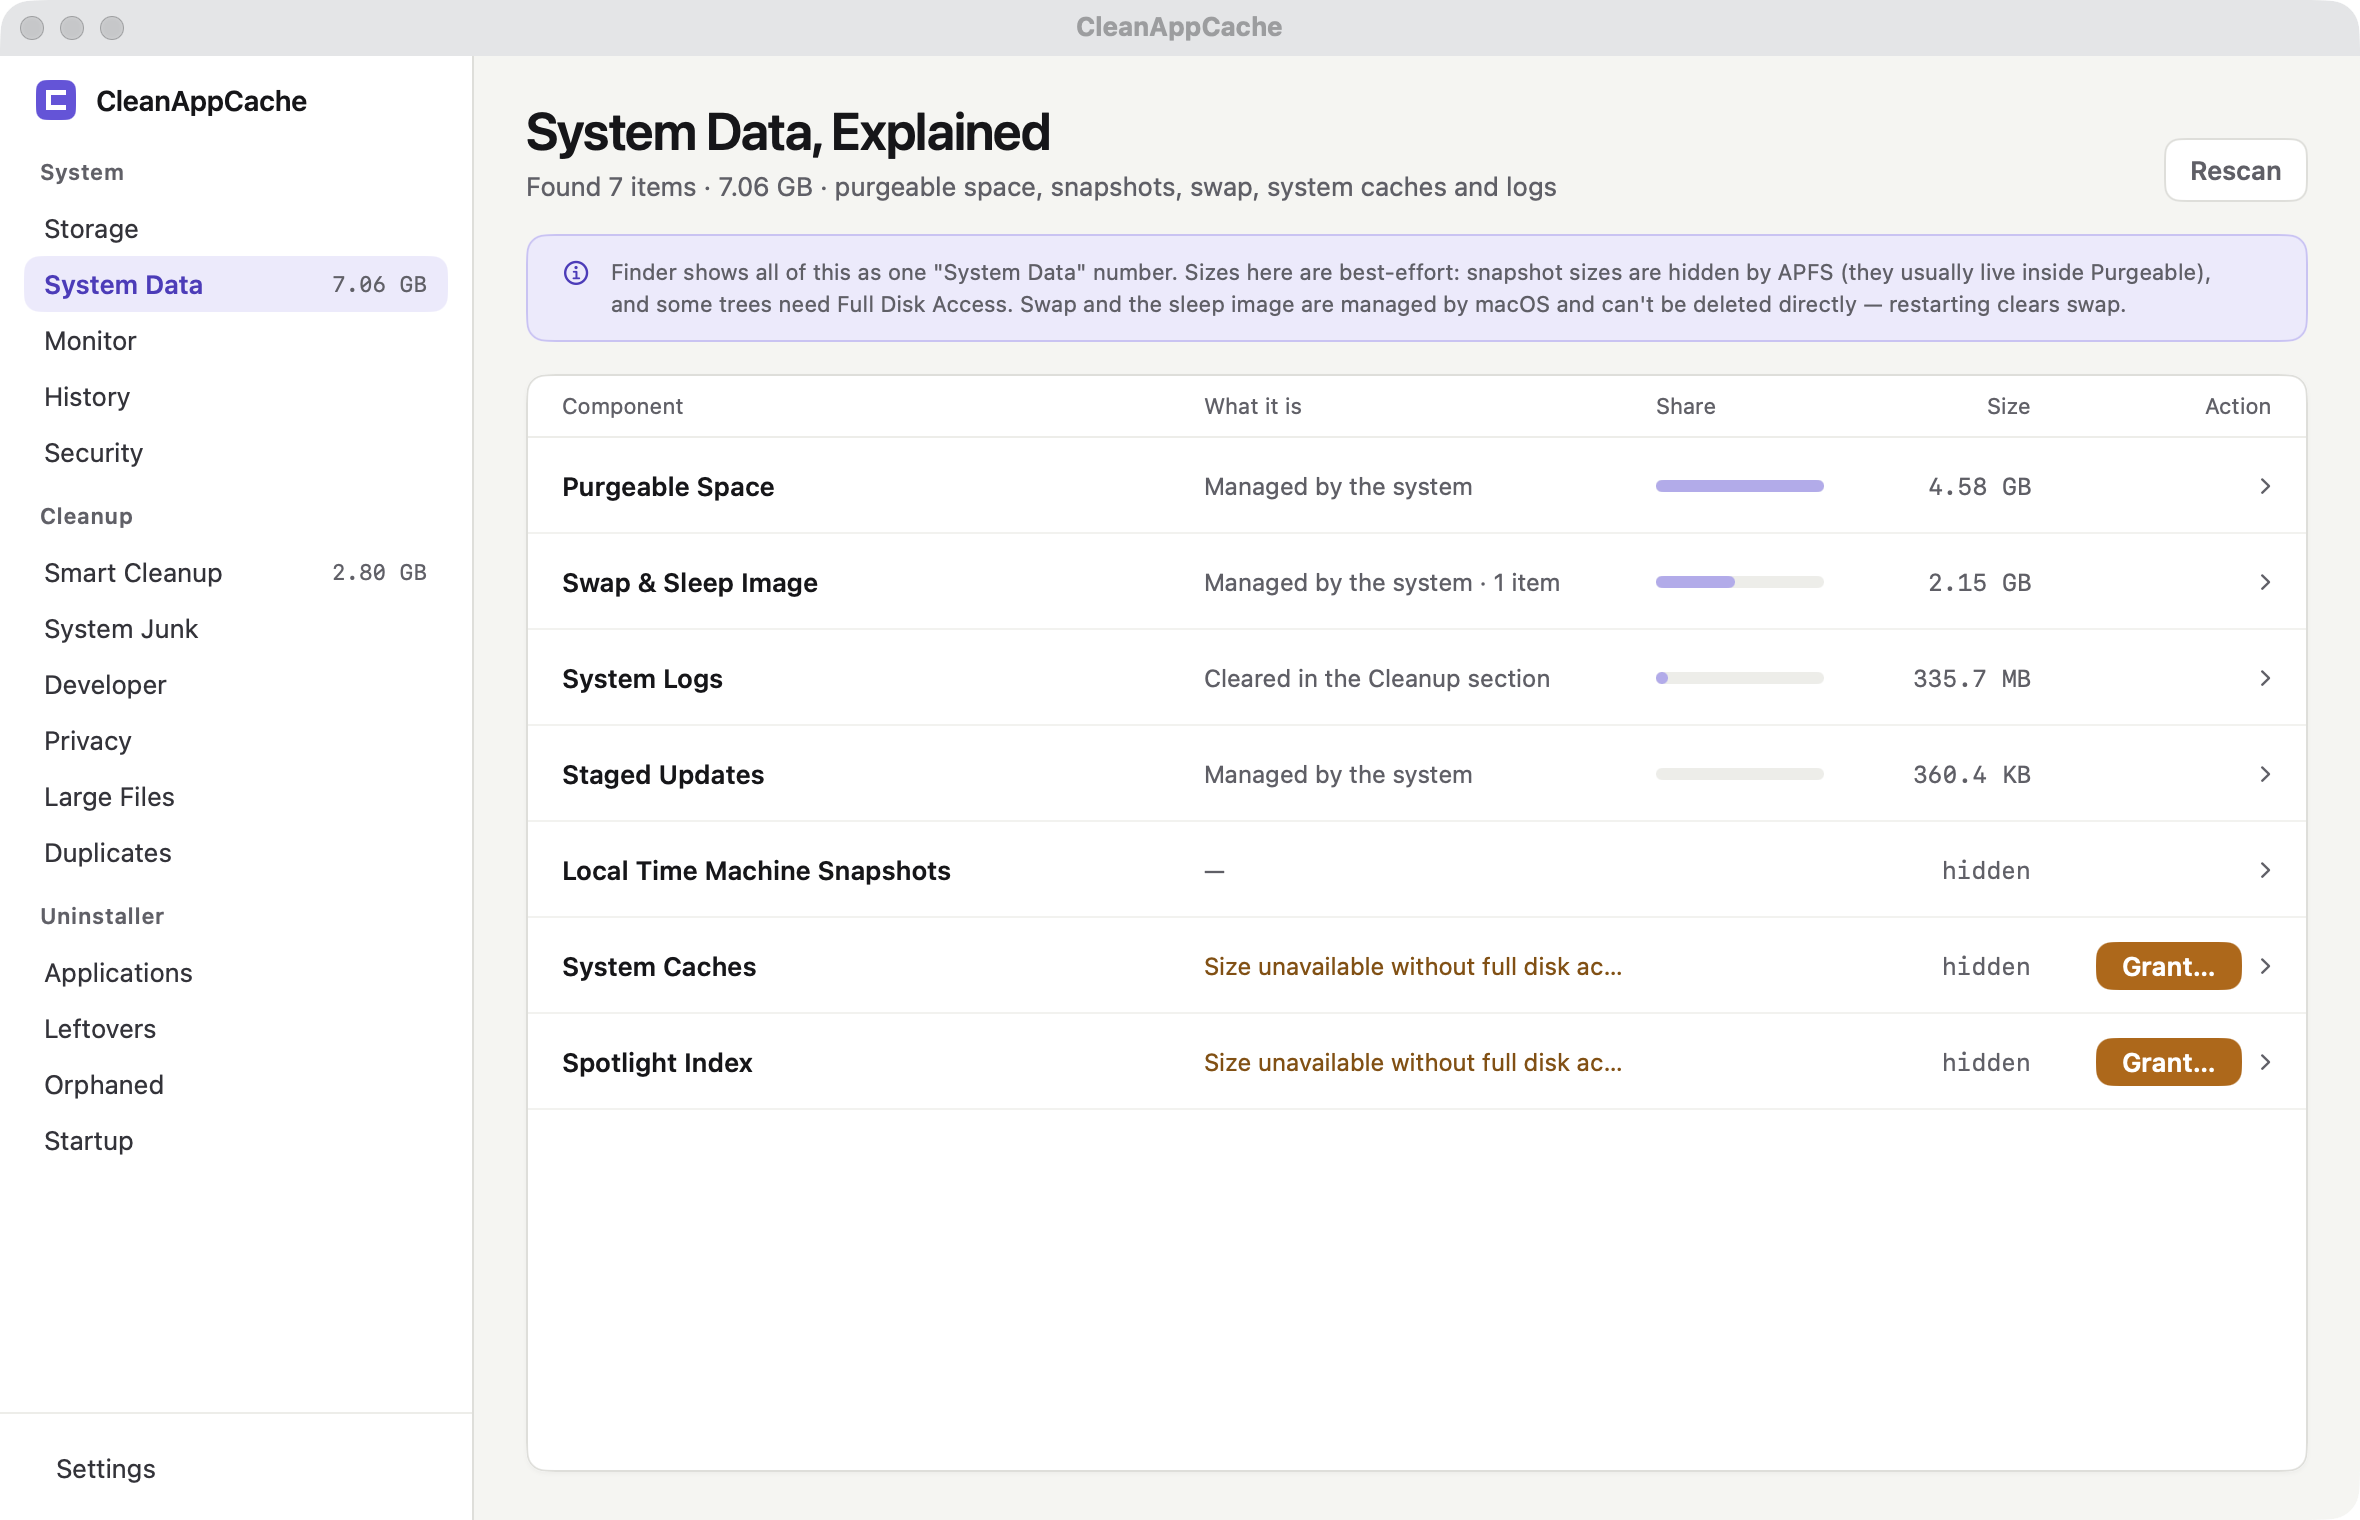 CleanAppCache
CleanAppCache
System
Storage
System Data 7.06 GB
Monitor
History
Security
Cleanup
Smart Cleanup 2.80 GB
System Junk
Developer
Privacy
Large Files
Duplicates
Uninstaller
Applications
Leftovers
Orphaned
Startup
Settings
System Data, Explained
Found 7 items · 7.06 GB · purgeable space, snapshots, swap, system caches and logs
Rescan
Finder shows all of this as one "System Data" number. Sizes here are best-effort: snapshot sizes are hidden by APFS (they usually live inside Purgeable),
and some trees need Full Disk Access. Swap and the sleep image are managed by macOS and can't be deleted directly — restarting clears swap.
Component What it is Share Size Action
Purgeable Space Managed by the system 4.58 GB
Swap & Sleep Image Managed by the system · 1 item 2.15 GB
System Logs Cleared in the Cleanup section 335.7 MB
Staged Updates Managed by the system 360.4 KB
Local Time Machine Snapshots — hidden
System Caches Size unavailable without full disk ac... hidden Grant...
Spotlight Index Size unavailable without full disk ac... hidden Grant...